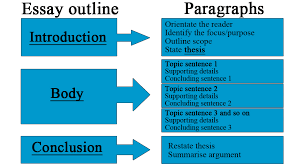 Essay outline
Paragraphs
Introduction
Orientate the reader
Identify the focus/purpose
Outline scope
State thesis
Body
Topic sentence 1
Supporting details
Concluding sentence 1
Topic sentence 2
Supporting details
Concluding sentence 2
Topic sentence 3 and so on
Supporting details
Concluding sentence 3
Conclusion
Restate thesis
Summarise argument